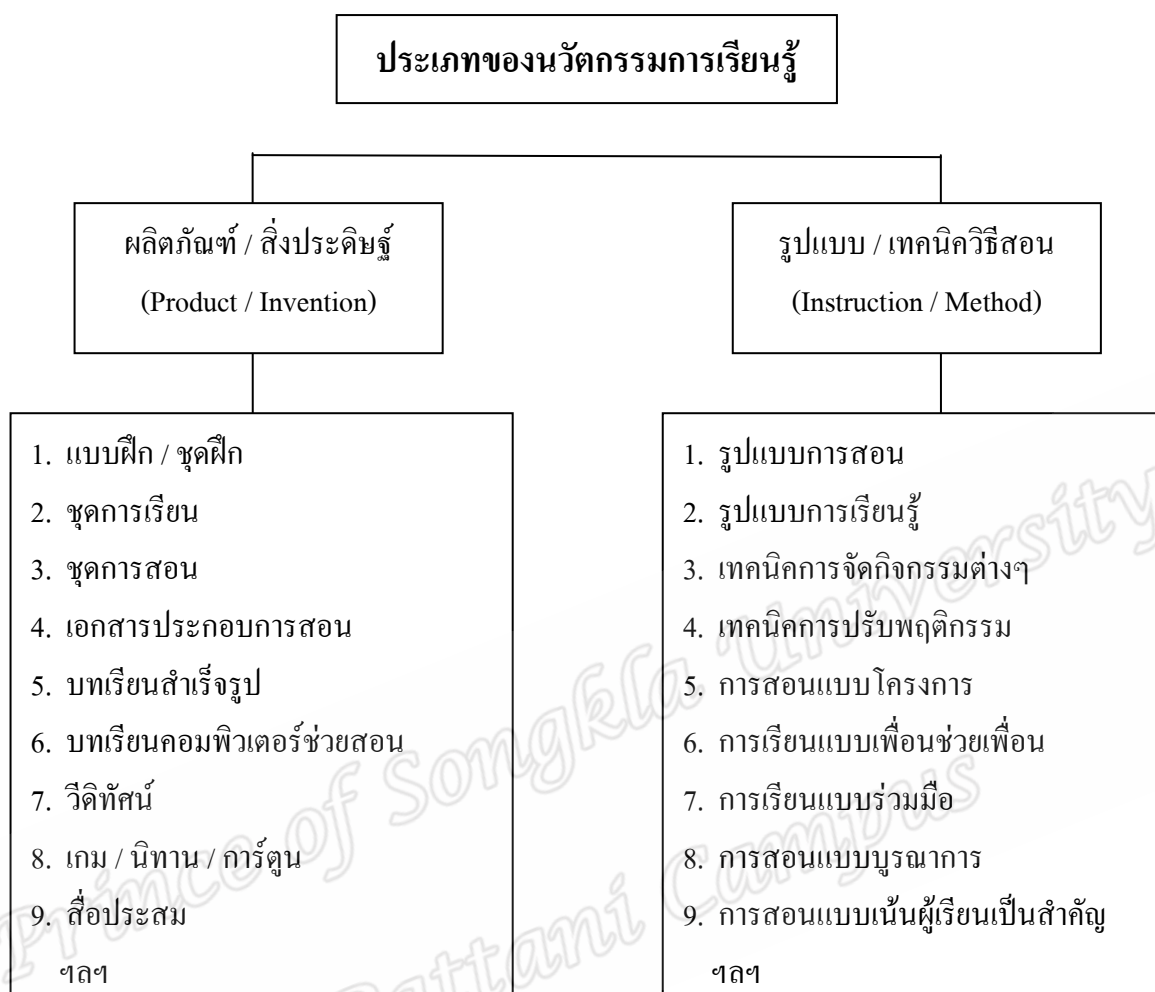 ประเภทของนวัตกรรมการเรียนรู้
ผลิตภัณฑ์ / สิ่งประดิษฐ์
(Product / Invention)
1. แบบฝึก / ชุดฝึก
2. ชุดการเรียน
3. ชุดการสอน
4. เอกสารประกอบการสอน
5. บทเรียนสำเร็จรูป
6. บทเรียนคอมพิวเตอร์ช่วยสอน
7. วีดิทัศน์
8. เกม / นิทาน / การ์ตูน
9. สื่อประสม
ฯลฯ
รูปแบบ / เทคนิควิธีสอน
(Instruction / Method)
1. รูปแบบการสอน
2. รูปแบบการเรียนรู้
3. เทคนิคการจัดกิจกรรมต่างๆ
4. เทคนิคการปรับพฤติกรรม
5. การสอนแบบโครงการ
6. การเรียนแบบเพื่อนช่วยเพื่อน
7. การเรียนแบบร่วมมือ
8. การสอนแบบบูรณาการ
9. การสอนแบบเน้นผู้เรียนเป็นสำคัญ
ฯลฯ
Prince of Songkla University
Pattani Campus